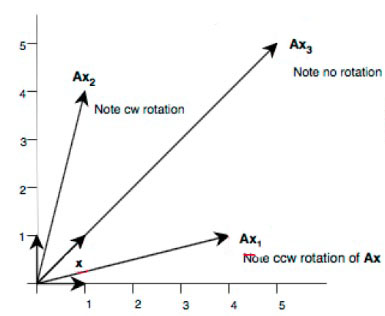 5
Ax3
Note no rotation
Ax2
4
Note cw rotation
3
2
1
x
Ax1
Note ccw rotation of Ax
1 2 3 4 5